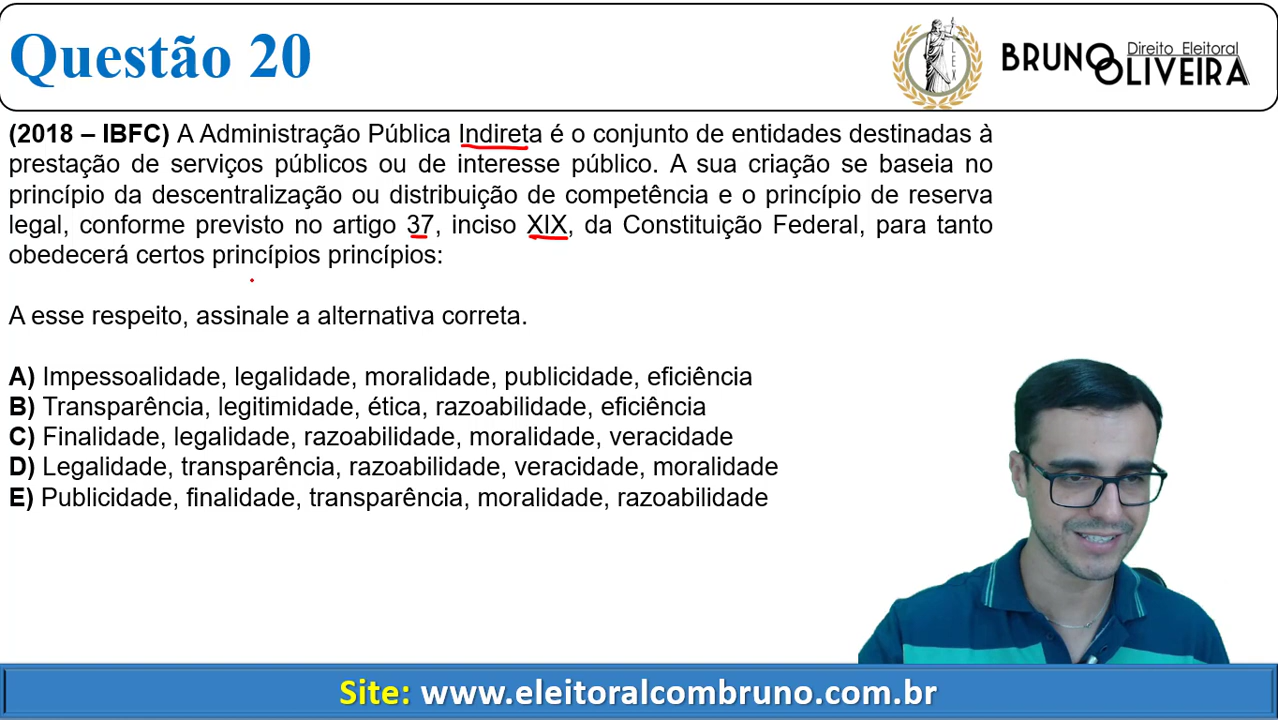 Questão 20
LEX
BRUNO OLIVEIRA
Direito Eleitoral
(2018 – IBFC) A Administração Pública Indireta é o conjunto de entidades destinadas à
prestação de serviços públicos ou de interesse público. A sua criação se baseia no
princípio da descentralização ou distribuição de competência e o princípio de reserva
legal, conforme previsto no artigo 37, inciso XIX, da Constituição Federal, para tanto
obedecerá certos princípios princípios:
A esse respeito, assinale a alternativa correta.
A) Impessoalidade, legalidade, moralidade, publicidade, eficiência
B) Transparência, legitimidade, ética, razoabilidade, eficiência
C) Finalidade, legalidade, razoabilidade, moralidade, veracidade
D) Legalidade, transparência, razoabilidade, veracidade, moralidade
E) Publicidade, finalidade, transparência, moralidade, razoabilidade
Site: www.eleitoralcombruno.com.br